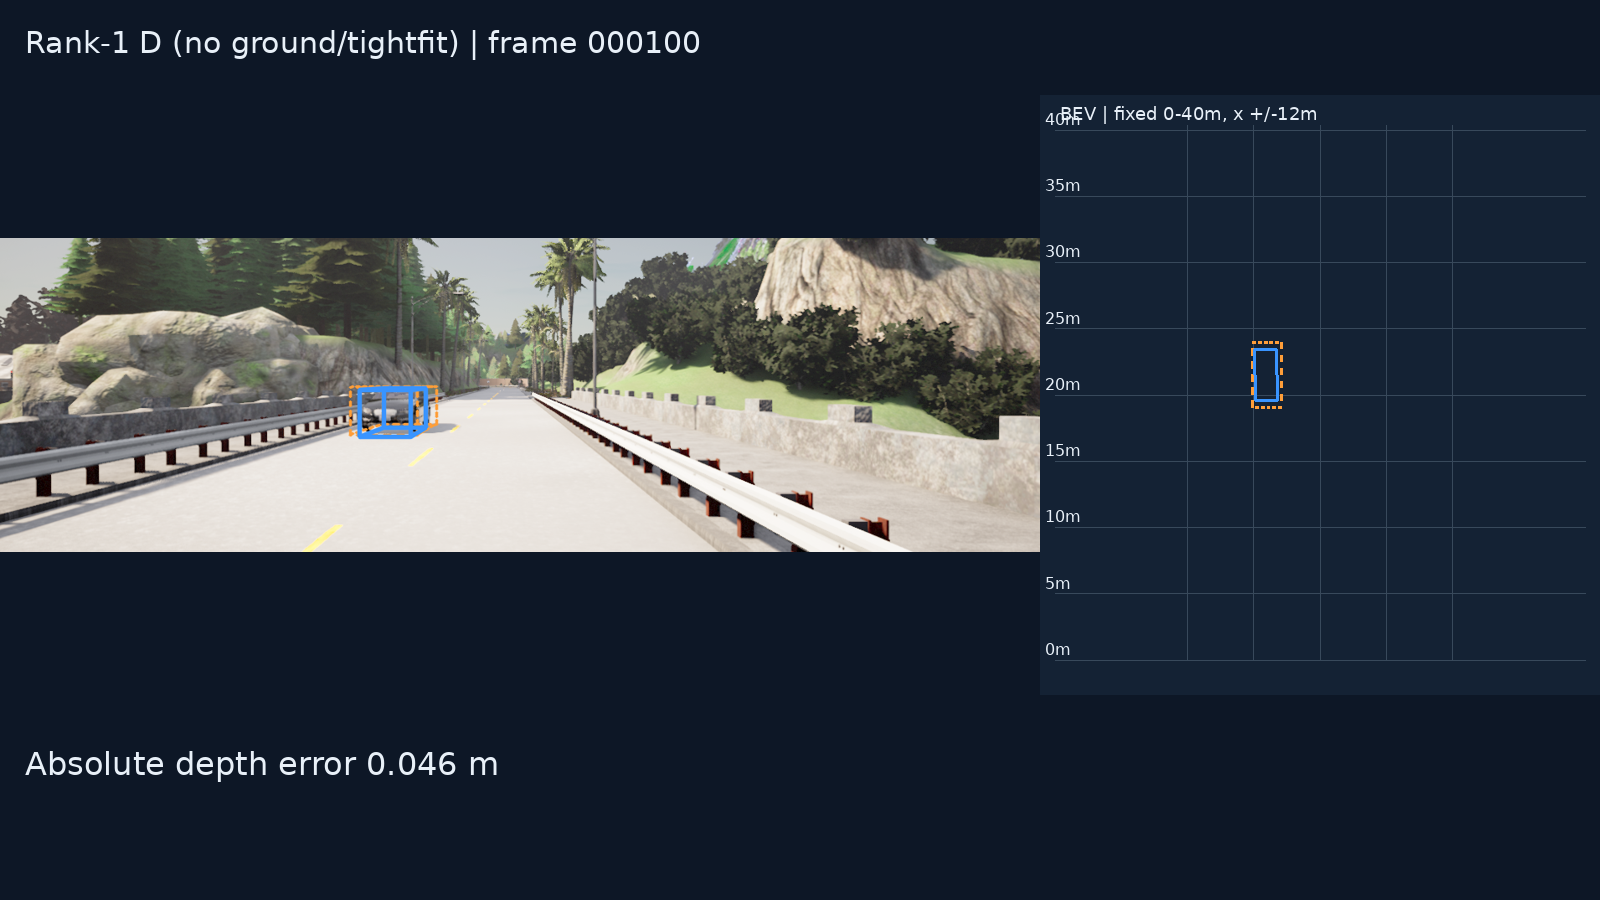 Rank-1 D (no ground/tightfit) | frame 000100
BEV | fixed 0-40m, x +/-12m
40m
35m
30m
25m
20m
15m
10m
5m
0m
Absolute depth error 0.046 m